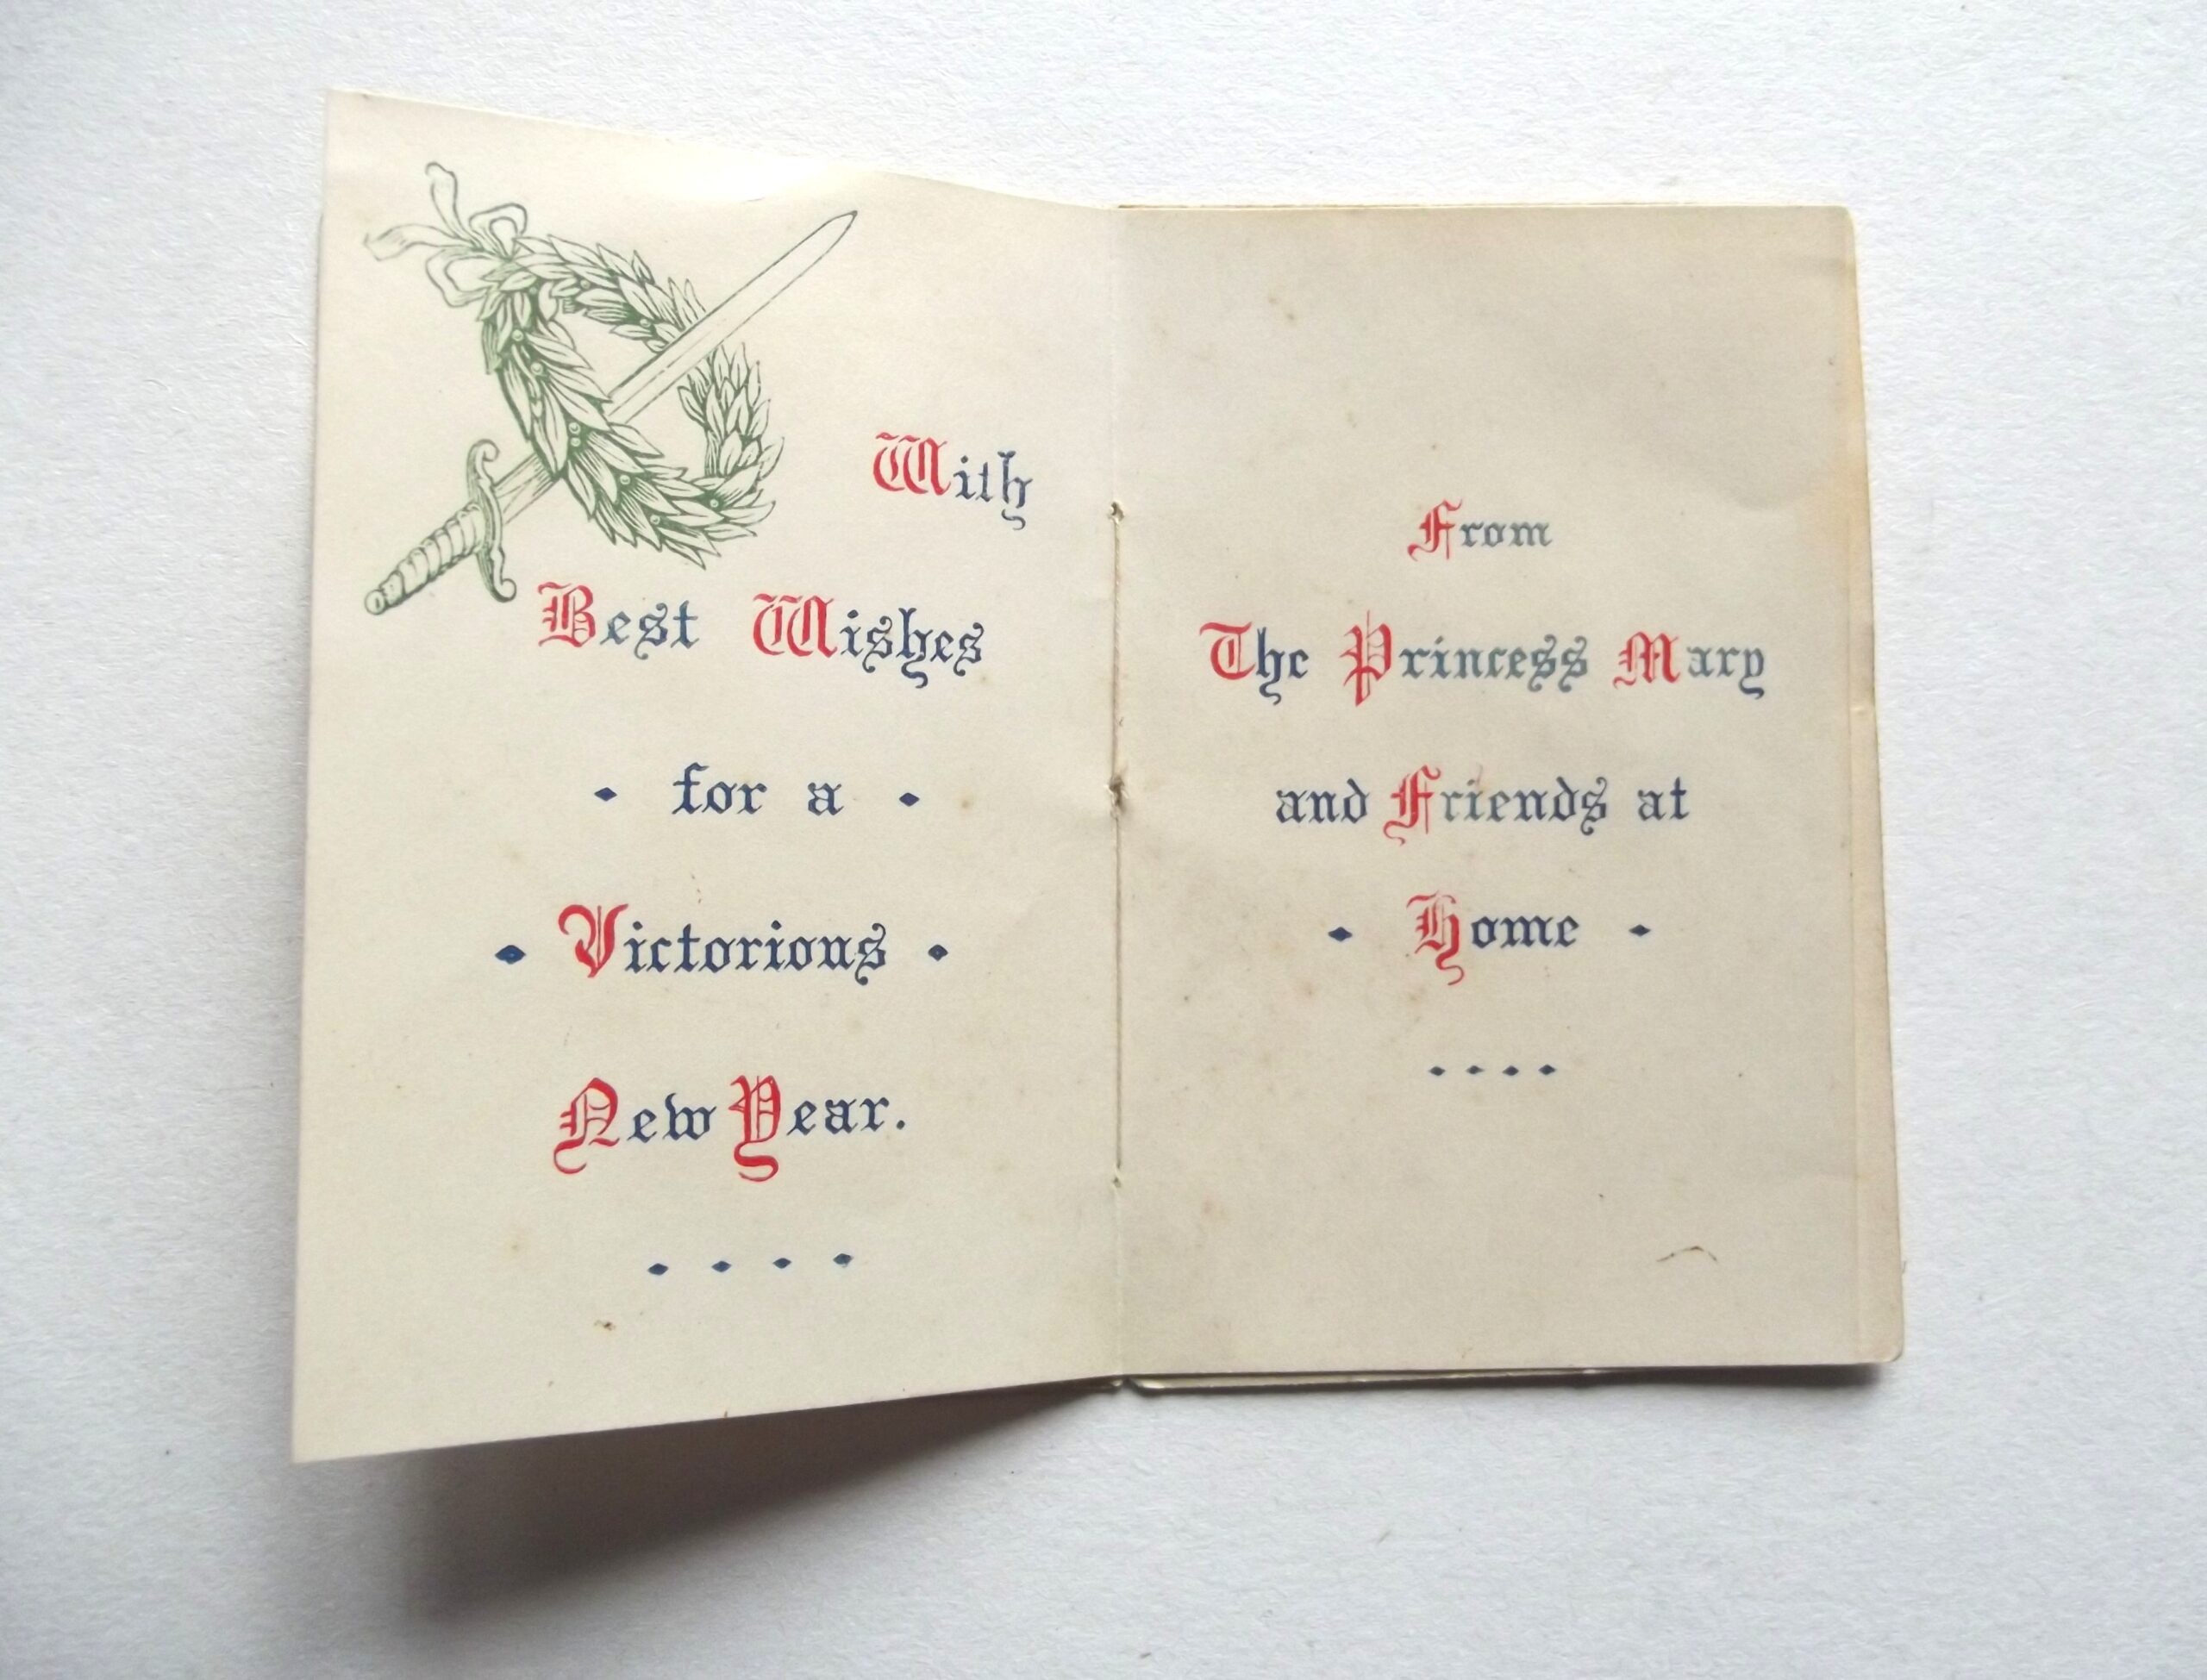 With
Best Wishes
for a
Victorious
New Year.
From
The Princess Mary
and Friends at
Home